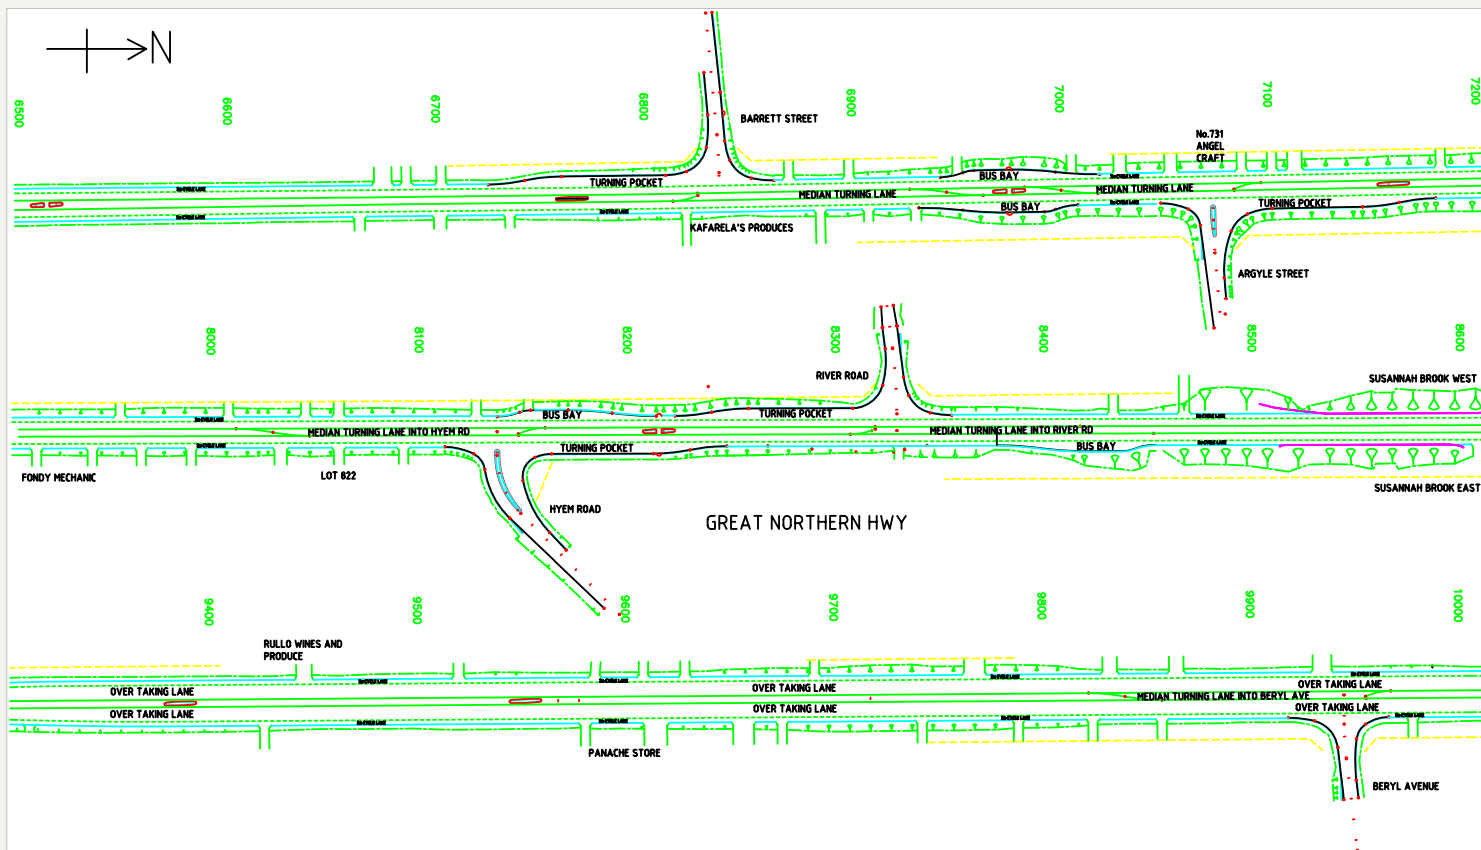 N
6500
6600
6700
6800
6900
7000
7100
7200
BARRETT STREET
No.731
ANGEL
CRAFT
TURNING POCKET
BUS BAY
MEDIAN TURNING LANE
MEDIAN TURNING LANE
BUS BAY
TURNING POCKET
KAFARELA'S PRODUCES
ARGYLE STREET
8000
8100
8200
8300
8400
8500
8600
RIVER ROAD
SUSANNAH BROOK WEST
BUS BAY
TURNING POCKET
MEDIAN TURNING LANE INTO HYEM RD
MEDIAN TURNING LANE INTO RIVER RD
TURNING POCKET
BUS BAY
FONDY MECHANIC
LOT 822
SUSANNAH BROOK EAST
HYEM ROAD
GREAT NORTHERN HWY
9400
9500
9600
9700
9800
9900
10000
RULLO WINES AND
PRODUCE
OVER TAKING LANE
OVER TAKING LANE
OVER TAKING LANE
MEDIAN TURNING LANE INTO BERYL AVE
OVER TAKING LANE
OVER TAKING LANE
OVER TAKING LANE
PANACHE STORE
BERYL AVENUE